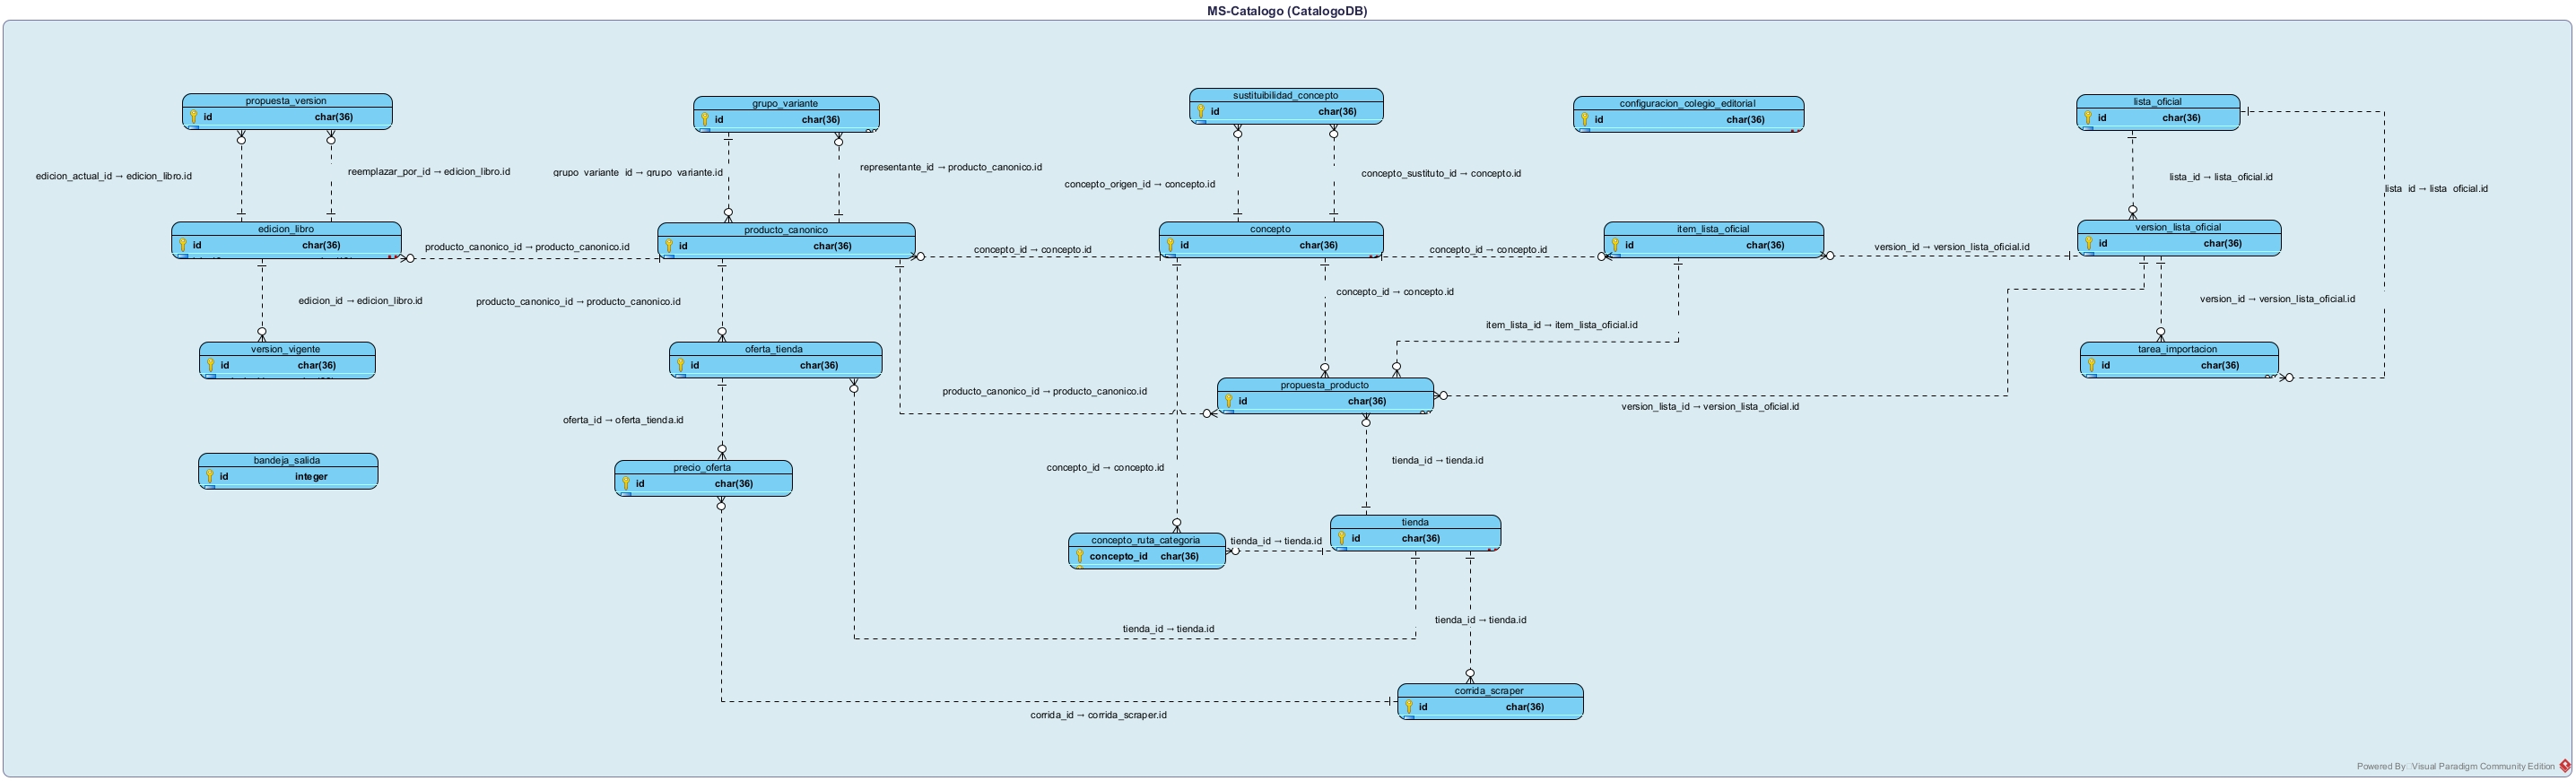 MS-Catalogo (CatalogoDB)
propuesta_version
id char(36)
grupo_variante
id char(36)
sustituibilidad_concepto
id char(36)
configuracion_colegio_editorial
id char(36)
lista_oficial
id char(36)
edicion_actual_id → edicion_libro.id
reemplazar_por_id → edicion_libro.id
grupo_variante_id → grupo_variante.id
representante_id → producto_canonico.id
concepto_origen_id → concepto.id
concepto_sustituto_id → concepto.id
lista_id → lista_oficial.id
lista_id → lista_oficial.id
edicion_libro
id char(36)
producto_canonico_id → producto_canonico.id
producto_canonico
id char(36)
concepto_id → concepto.id
concepto
id char(36)
concepto_id → concepto.id
item_lista_oficial
id char(36)
version_id → version_lista_oficial.id
version_lista_oficial
id char(36)
edicion_id → edicion_libro.id
producto_canonico_id → producto_canonico.id
concepto_id → concepto.id
item_lista_id → item_lista_oficial.id
version_id → version_lista_oficial.id
version_vigente
id char(36)
oferta_tienda
id char(36)
tarea_importacion
id char(36)
producto_canonico_id → producto_canonico.id
propuesta_producto
id char(36)
version_lista_id → version_lista_oficial.id
oferta_id → oferta_tienda.id
bandeja_salida
id integer
precio_oferta
id char(36)
concepto_id → concepto.id
tienda_id → tienda.id
concepto_ruta_categoria
concepto_id char(36)
tienda_id → tienda.id
tienda
id char(36)
tienda_id → tienda.id
tienda_id → tienda.id
corrida_scraper
id char(36)
corrida_id → corrida_scraper.id
Powered By Visual Paradigm Community Edition